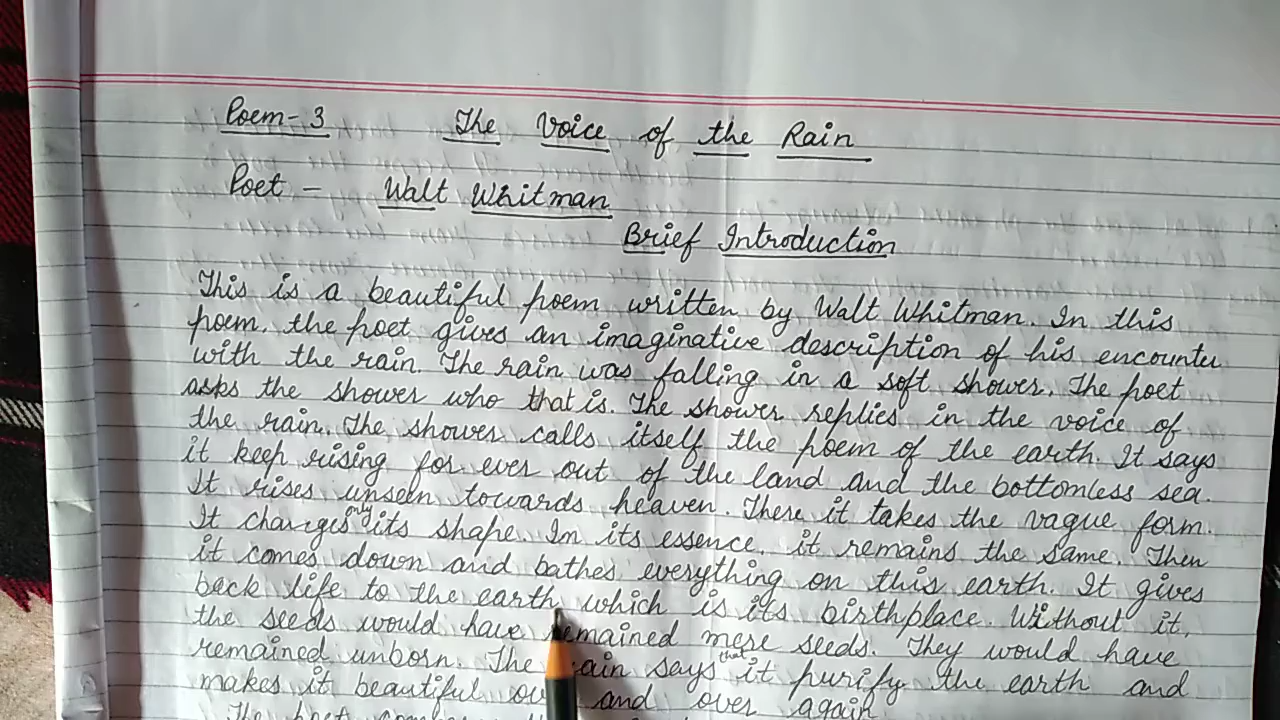 Poem-3 The Voice of the Rain
Poet - Walt Whitman
Brief Introduction
This is a beautiful poem written by Walt Whitman. In this
poem, the poet gives an imaginative description of his encounter
with the rain. The rain was falling in a soft shower. The poet
asks the shower who that is. The shower replies in the voice of
the rain. The shower calls itself the poem of the earth. It says
it keep rising for ever out of the land and the bottomless sea.
It rises unseen towards heaven. There it takes the vague form.
It changes only its shape. In its essence, it remains the same. Then
it comes down and bathes everything on this earth. It gives
back life to the earth which is its birthplace. Without it,
the seeds would have remained mere seeds. They would have
remained unborn. The rain says that it purify the earth and
makes it beautiful and over again.
The poet